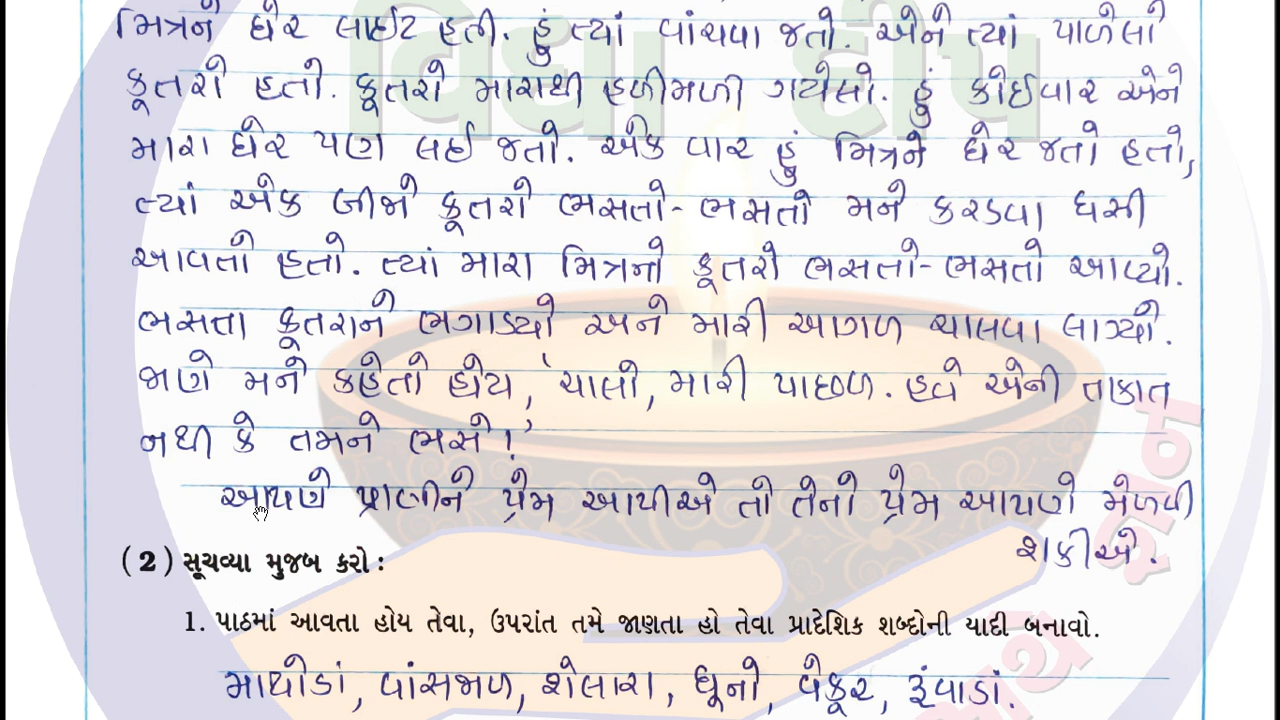 મિત્રને ઘેર લાઈટ હતી. હું ત્યાં વાંચવા જતો. એને ત્યાં પાળેલો
કૂતરો હતો. કૂતરો મારાથી હળીમળી ગયેલો. હું કોઈવાર એને
મારા ઘેર પણ લઈ જતો. એક વાર હું મિત્રને ઘેર જતો હતો,
ત્યાં એક બીજો કૂતરો ભસતો-ભસતો મને કરડવા ધસી
આવતો હતો. ત્યાં મારા મિત્રનો કૂતરો ભસતો-ભસતો આવ્યો.
ભસતા કૂતરાને ભગાડ્યો અને મારી આગળ ચાલવા લાગ્યો.
જાણે મને કહેતો હોય, 'ચાલો, મારી પાછળ. હવે એની તાકાત
નથી કે તમને ભસે!'
આપણે પ્રાણીને પ્રેમ આપીએ તો તેનો પ્રેમ આપણે મેળવી
શકીએ.
(2) સૂચવ્યા મુજબ કરો :
1. પાઠમાં આવતા હોય તેવા, ઉપરાંત તમે જાણતા હો તેવા પ્રાદેશિક શબ્દોની યાદી બનાવો.
માથોડાં, વાંસજાળ, શેલારા, ધૂનો, વેકૂર, રૂંવાડાં.
વિદ્યા દીપ